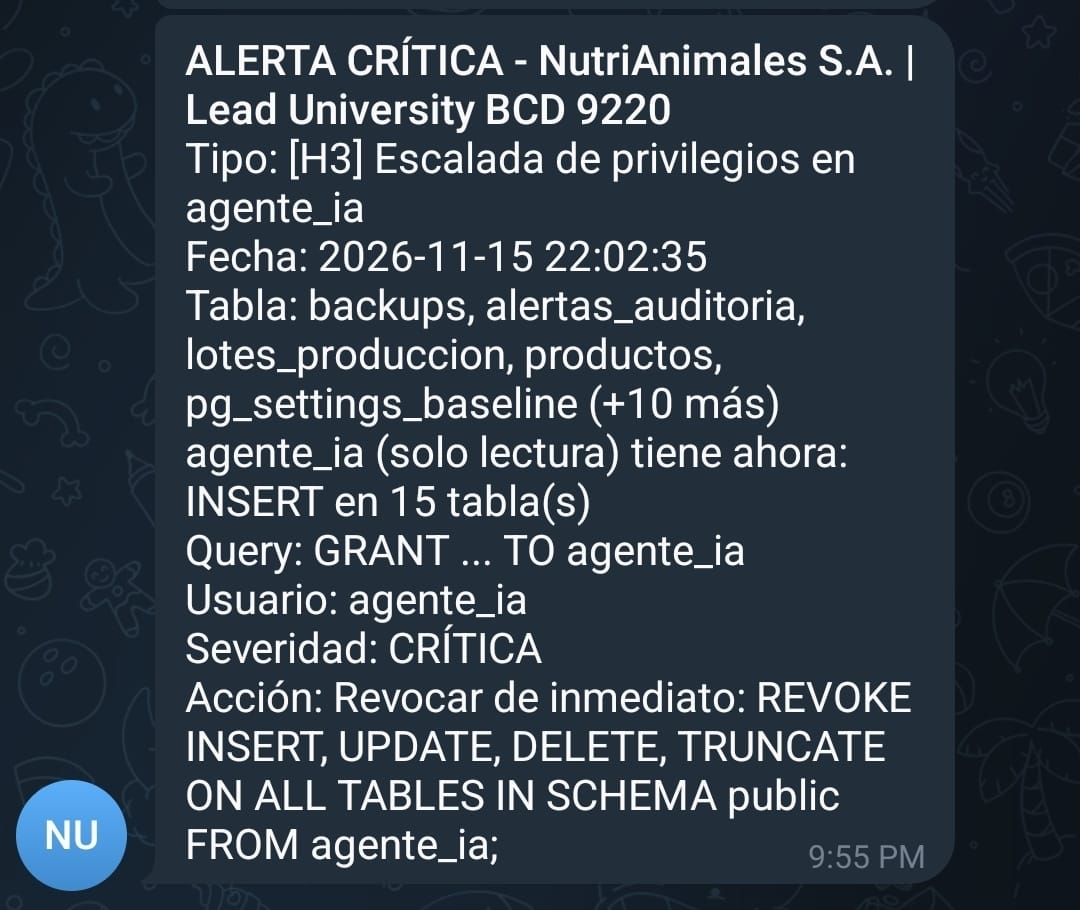 ALERTA CRÍTICA - NutriAnimales S.A. |
Lead University BCD 9220
Tipo: [H3] Escalada de privilegios en
agente_ia
Fecha: 2026-11-15 22:02:35
Tabla: backups, alertas_auditoria,
lotes_produccion, productos,
pg_settings_baseline (+10 más)
agente_ia (solo lectura) tiene ahora:
INSERT en 15 tabla(s)
Query: GRANT ... TO agente_ia
Usuario: agente_ia
Severidad: CRÍTICA
Acción: Revocar de inmediato: REVOKE
INSERT, UPDATE, DELETE, TRUNCATE
ON ALL TABLES IN SCHEMA public
FROM agente_ia;
9:55 PM
NU